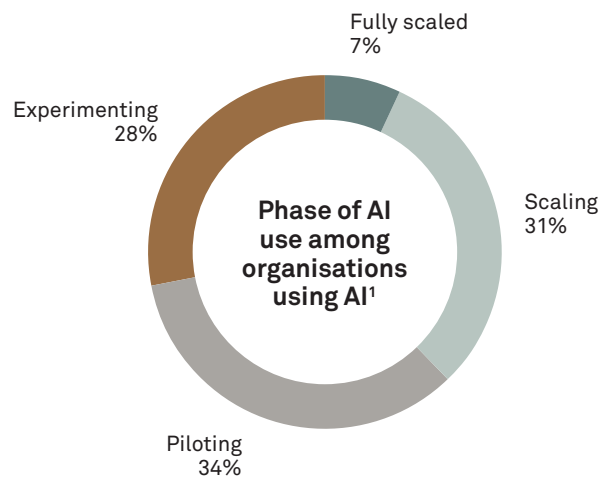 Fully scaled
7%
Experimenting
28%
Scaling
31%
Phase of AI
use among
organisations
using AI¹
Piloting
34%